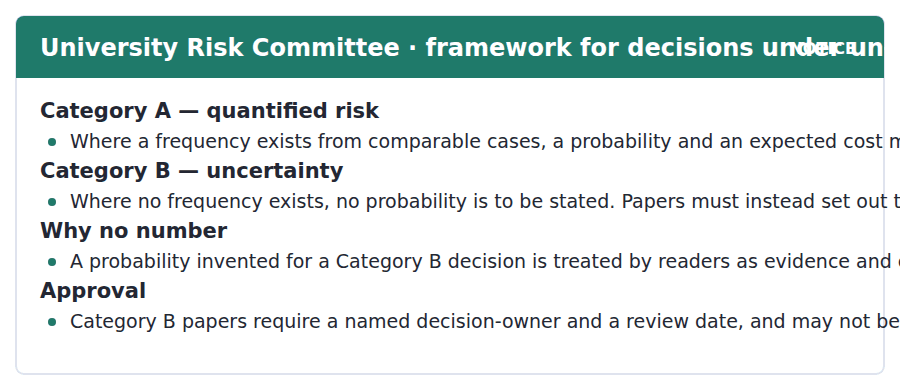 University Risk Committee · framework for decisions under un
NOTICE
Category A — quantified risk
Where a frequency exists from comparable cases, a probability and an expected cost
Category B — uncertainty
Where no frequency exists, no probability is to be stated. Papers must instead set out
Why no number
A probability invented for a Category B decision is treated by readers as evidence and
Approval
Category B papers require a named decision-owner and a review date, and may not be